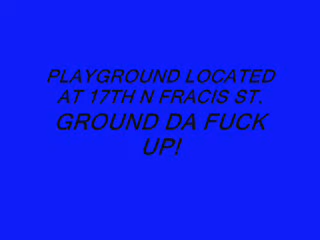 PLAYGROUND LOCATED
AT 17TH N FRACIS ST.
GROUND DA FUCK
UP!